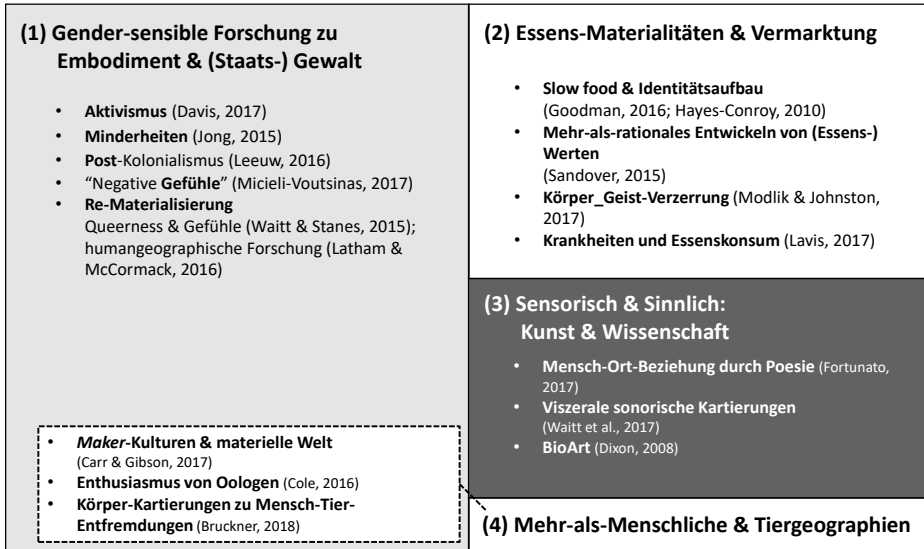 (1) Gender-sensible Forschung zu
Embodiment & (Staats-) Gewalt
• Aktivismus (Davis, 2017)
• Minderheiten (Jong, 2015)
• Post-Kolonialismus (Leeuw, 2016)
• “Negative Gefühle” (Micieli-Voutsinas, 2017)
• Re-Materialisierung
Queerness & Gefühle (Waitt & Stanes, 2015);
humangeographische Forschung (Latham &
McCormack, 2016)
• Maker-Kulturen & materielle Welt
(Carr & Gibson, 2017)
• Enthusiasmus von Oologen (Cole, 2016)
• Körper-Kartierungen zu Mensch-Tier-
Entfremdungen (Bruckner, 2018)
(2) Essens-Materialitäten & Vermarktung
• Slow food & Identitätsaufbau
(Goodman, 2016; Hayes-Conroy, 2010)
• Mehr-als-rationales Entwickeln von (Essens-)
Werten
(Sandover, 2015)
• Körper_Geist-Verzerrung (Modlik & Johnston,
2017)
• Krankheiten und Essenskonsum (Lavis, 2017)
(3) Sensorisch & Sinnlich:
Kunst & Wissenschaft
• Mensch-Ort-Beziehung durch Poesie (Fortunato,
2017)
• Viszerale sonorische Kartierungen
(Waitt et al., 2017)
• BioArt (Dixon, 2008)
(4) Mehr-als-Menschliche & Tiergeographien